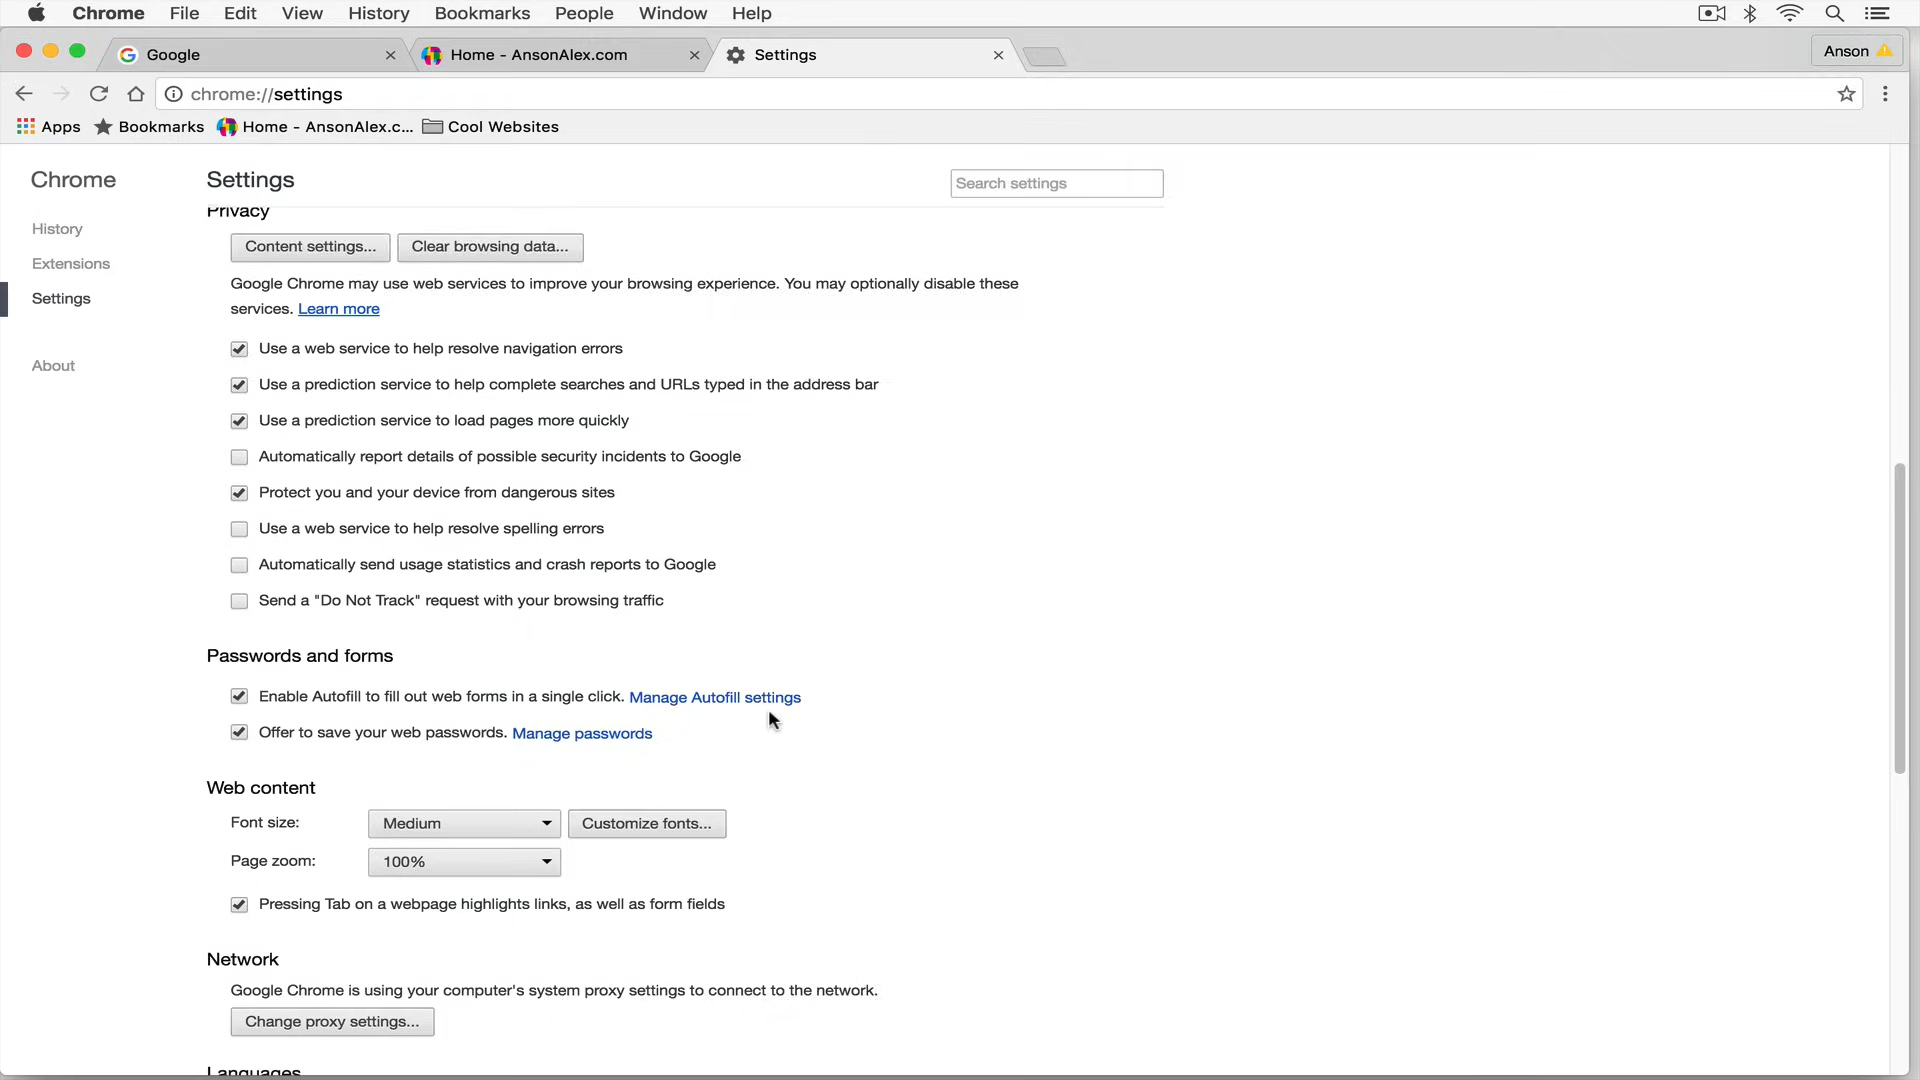 Chrome File Edit View History Bookmarks People Window Help
Google Home - AnsonAlex.com Settings Anson
chrome://settings
Apps Bookmarks Home - AnsonAlex.c... Cool Websites
Chrome Settings Search settings
Privacy
History
Content settings... Clear browsing data...
Extensions
Google Chrome may use web services to improve your browsing experience. You may optionally disable these
Settings
services. Learn more
Use a web service to help resolve navigation errors
About
Use a prediction service to help complete searches and URLs typed in the address bar
Use a prediction service to load pages more quickly
Automatically report details of possible security incidents to Google
Protect you and your device from dangerous sites
Use a web service to help resolve spelling errors
Automatically send usage statistics and crash reports to Google
Send a "Do Not Track" request with your browsing traffic
Passwords and forms
Enable Autofill to fill out web forms in a single click. Manage Autofill settings
Offer to save your web passwords. Manage passwords
Web content
Font size: Medium Customize fonts...
Page zoom: 100%
Pressing Tab on a webpage highlights links, as well as form fields
Network
Google Chrome is using your computer's system proxy settings to connect to the network.
Change proxy settings...
Languages